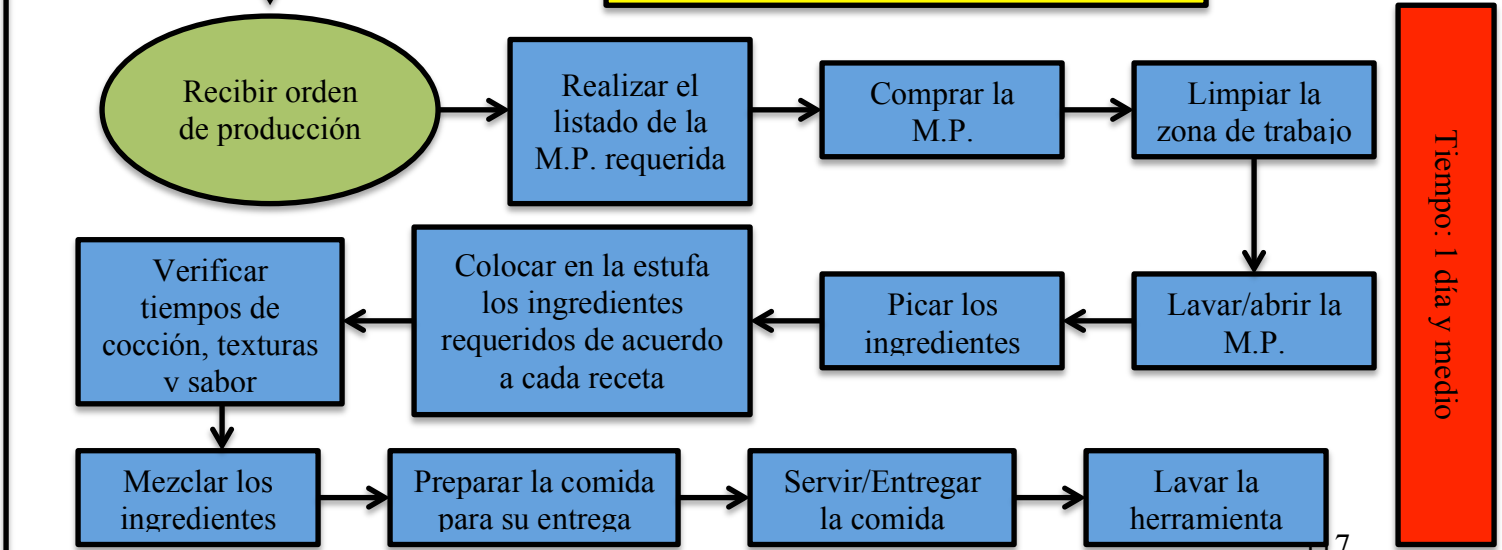 Recibir orden
de producción
Realizar el
listado de la
M.P. requerida
Comprar la
M.P.
Limpiar la
zona de trabajo
Lavar/abrir la
M.P.
Picar los
ingredientes
Colocar en la estufa
los ingredientes
requeridos de acuerdo
a cada receta
Verificar
tiempos de
cocción, texturas
y sabor
Mezclar los
ingredientes
Preparar la comida
para su entrega
Servir/Entregar
la comida
Lavar la
herramienta
Tiempo: 1 día y medio